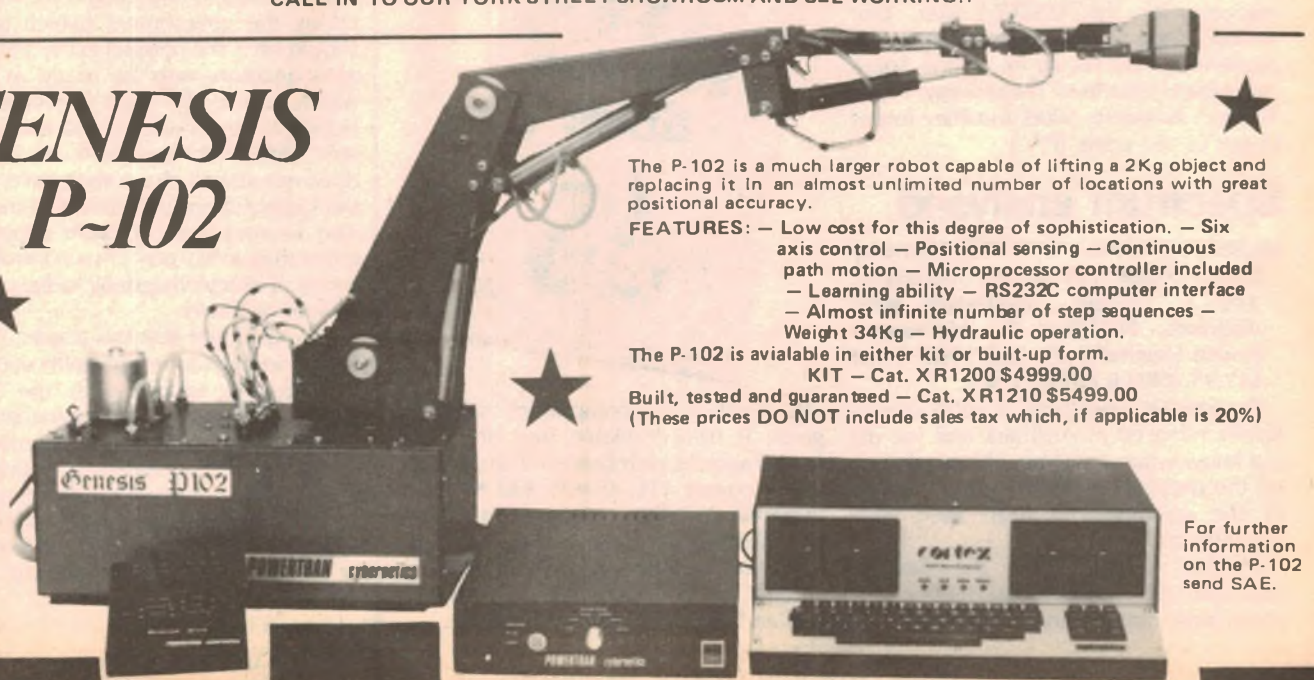 CALL IN TO OUR YORK STREET SHOWROOM AND SEE WORKING!!
ENESIS
P-102
The P-102 is a much larger robot capable of lifting a 2Kg object and
replacing it in an almost unlimited number of locations with great
positional accuracy.
FEATURES: — Low cost for this degree of sophistication. — Six
axis control — Positional sensing — Continuous
path motion — Microprocessor controller included
— Learning ability — RS232C computer interface
— Almost infinite number of step sequences —
Weight 34Kg — Hydraulic operation.
The P-102 is avialable in either kit or built-up form.
KIT — Cat. XR1200 $4999.00
Built, tested and guaranteed — Cat. XR1210 $5499.00
(These prices DO NOT include sales tax which, if applicable is 20%)
Genesis P102
POWERTRAN cybernetics
POWERTRAN cybernetics
cortex
For further
information
on the P-102
send SAE.